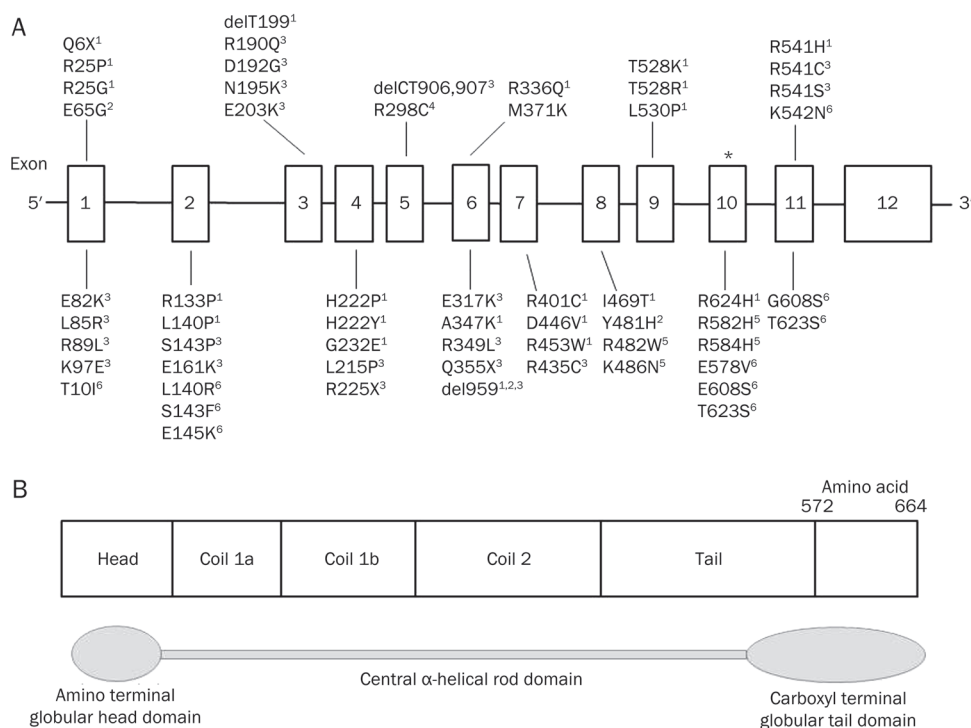 A
Q6X¹
R25P¹
R25G¹
E65G²
delT199¹
R190Q³
D192G³
N195K³
E203K³
delCT906,907³
R298C⁴
R336Q¹
M371K
T528K¹
T528R¹
L530P¹
R541H¹
R541C³
R541S³
K542N⁶
Exon
*
5′ 1 2 3 4 5 6 7 8 9 10 11 12 3′
E82K³
L85R³
R89L³
K97E³
T10I⁶
R133P¹
L140P¹
S143P³
E161K³
L140R⁶
S143F⁶
E145K⁶
H222P¹
H222Y¹
G232E¹
L215P³
R225X³
E317K³
A347K¹
R349L³
Q355X³
del959¹,²,³
R401C¹
D446V¹
R453W¹
R435C³
I469T¹
Y481H²
R482W⁵
K486N⁵
R624H¹
R582H⁵
R584H⁵
E578V⁶
E608S⁶
T623S⁶
G608S⁶
T623S⁶
B
Amino acid
572 664
Head Coil 1a Coil 1b Coil 2 Tail
Amino terminal
globular head domain
Central α-helical rod domain
Carboxyl terminal
globular tail domain